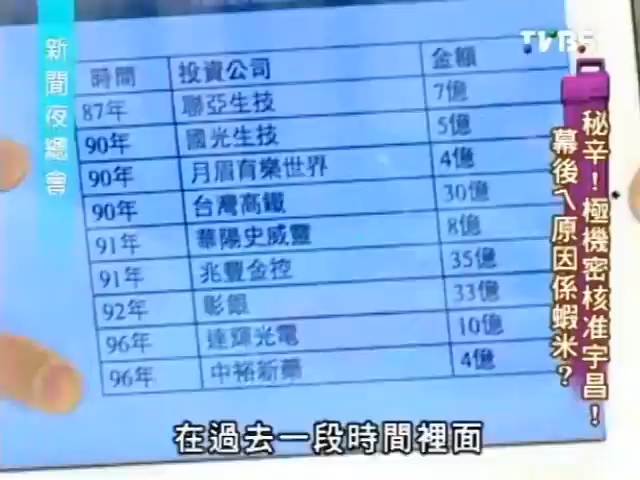 TVBS
新聞夜總會
時間 投資公司 金額
87年 聯亞生技 7億
90年 國光生技 5億
90年 月眉育樂世界 4億
90年 台灣高鐵 30億
91年 華陽史威靈 8億
91年 兆豐金控 35億
92年 彰銀 33億
96年 達輝光電 10億
96年 中裕新藥 4億
秘辛！極機密核准宇昌！
幕後ㄟ原因係蝦米？
在過去一段時間裡面